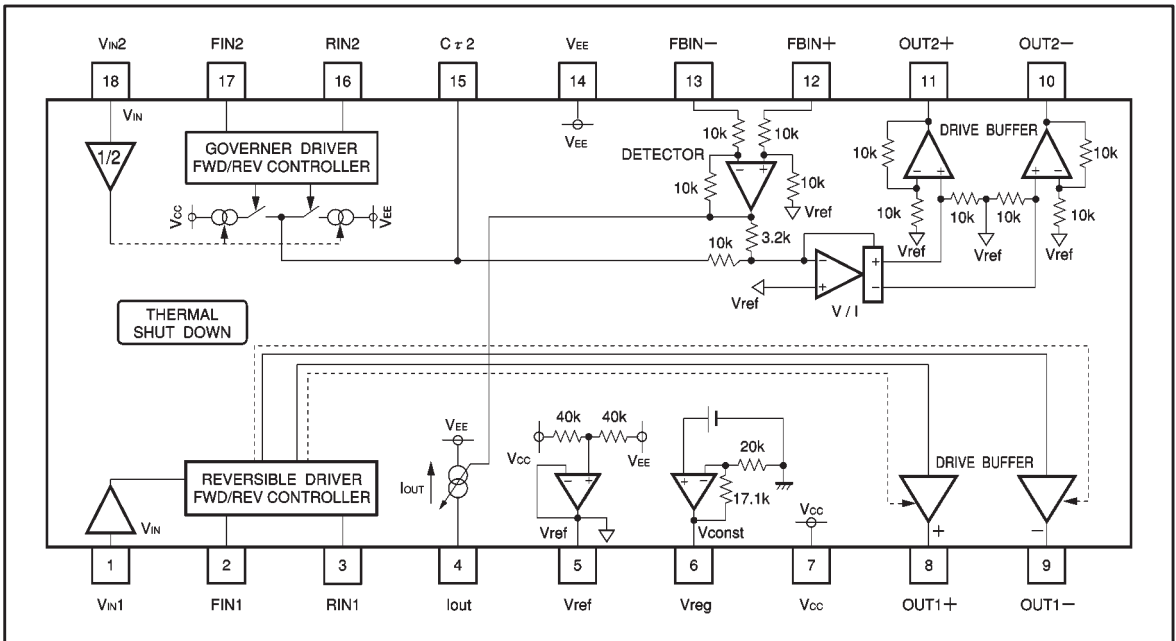 VIN2 FIN2 RIN2 Cτ2 VEE FBIN− FBIN+ OUT2+ OUT2−
18 17 16 15 14 13 12 11 10
VIN
VEE
1/2
GOVERNER DRIVER
FWD/REV CONTROLLER
VCC
VEE
10k
10k
DETECTOR
− +
10k
10k
Vref
3.2k
10k
Vref
− +
V / I
+ −
DRIVE BUFFER
10k
− +
10k
10k
10k
+ −
10k
10k
Vref
Vref
Vref
THERMAL
SHUT DOWN
REVERSIBLE DRIVER
FWD/REV CONTROLLER
VIN
VEE
IOUT
40k 40k
VCC
VEE
− +
Vref
20k
+ −
17.1k
Vconst
VCC
DRIVE BUFFER
+
−
1 2 3 4 5 6 7 8 9
VIN1 FIN1 RIN1 Iout Vref Vreg VCC OUT1+ OUT1−